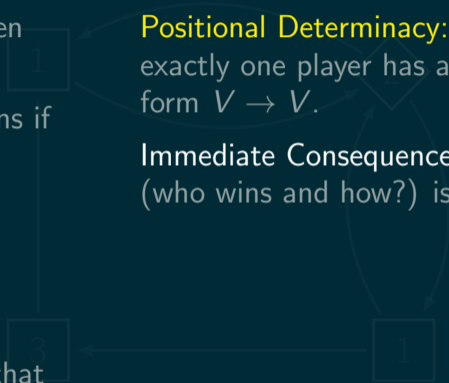 en
ns if
that
Positional Determinacy:
exactly one player has a
form V → V.
Immediate Consequence
(who wins and how?) is
1
3
1